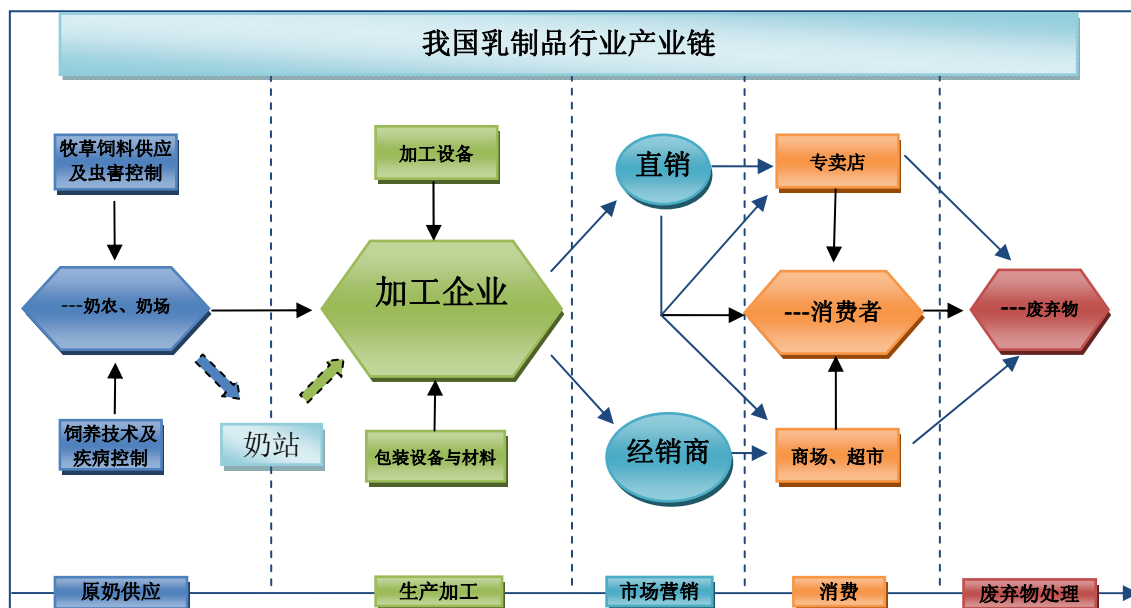 我国乳制品行业产业链
牧草饲料供应
及虫害控制
加工设备
直销
专卖店
---奶农、奶场
加工企业
---消费者
---废弃物
饲养技术及
疾病控制
奶站
包装设备与材料
经销商
商场、超市
原奶供应
生产加工
市场营销
消费
废弃物处理